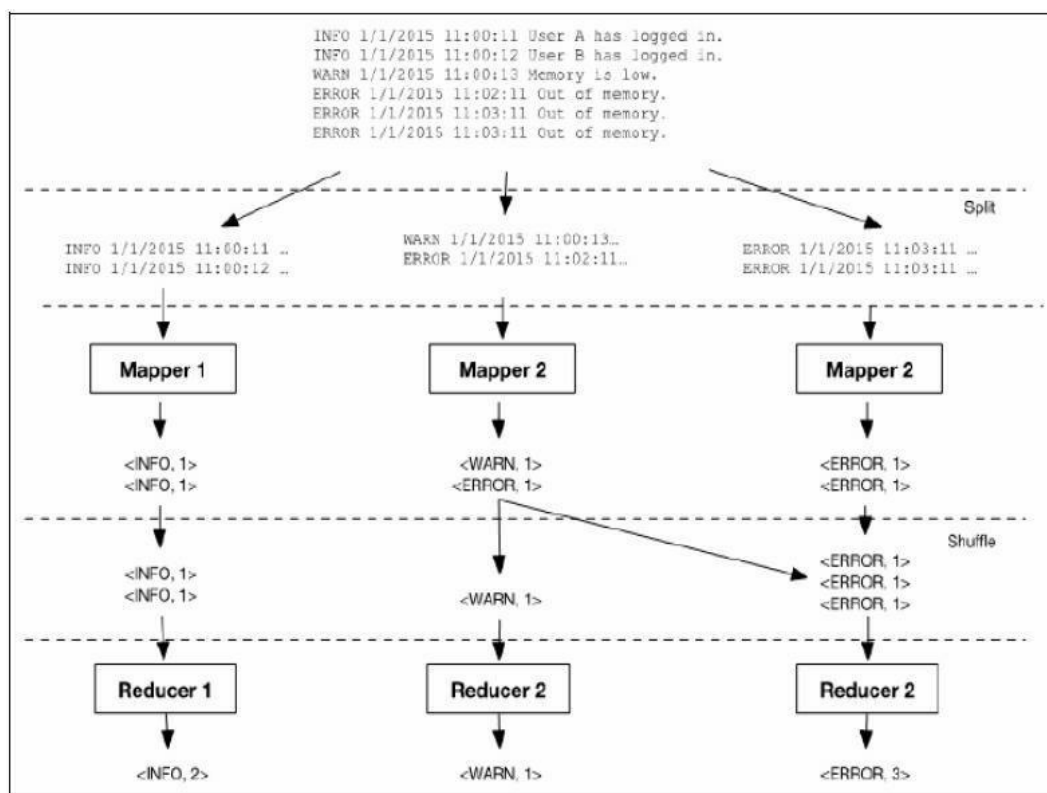 INFO 1/1/2015 11:00:11 User A has logged in.
INFO 1/1/2015 11:00:12 User B has logged in.
WARN 1/1/2015 11:00:13 Memory is low.
ERROR 1/1/2015 11:02:11 Out of memory.
ERROR 1/1/2015 11:03:11 Out of memory.
ERROR 1/1/2015 11:03:11 Out of memory.
Split
INFO 1/1/2015 11:00:11 …
INFO 1/1/2015 11:00:12 …
WARN 1/1/2015 11:00:13…
ERROR 1/1/2015 11:02:11…
ERROR 1/1/2015 11:03:11 …
ERROR 1/1/2015 11:03:11 …
Mapper 1
Mapper 2
Mapper 2
<INFO, 1>
<INFO, 1>
<WARN, 1>
<ERROR, 1>
<ERROR, 1>
<ERROR, 1>
Shuffle
<INFO, 1>
<INFO, 1>
<WARN, 1>
<ERROR, 1>
<ERROR, 1>
<ERROR, 1>
Reducer 1
Reducer 2
Reducer 2
<INFO, 2>
<WARN, 1>
<ERROR, 3>